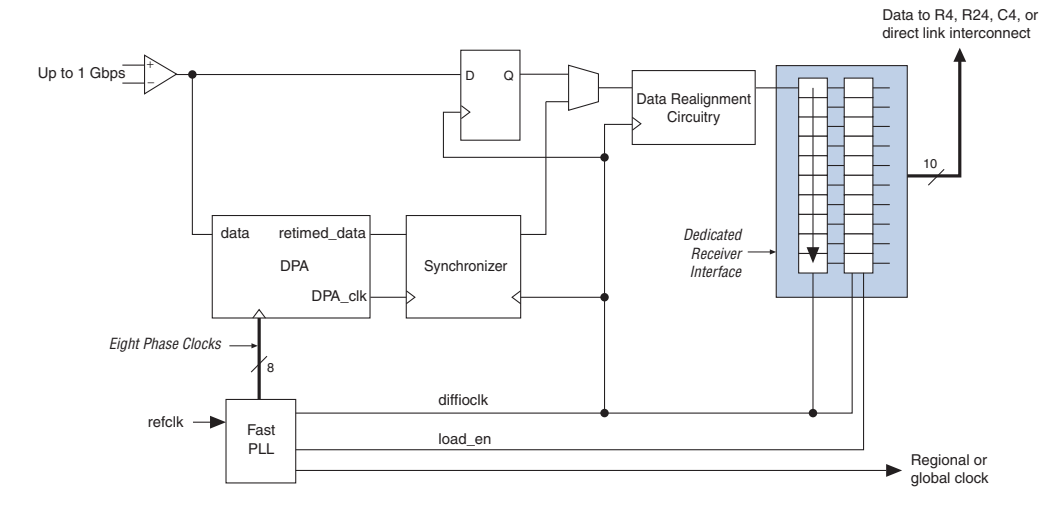 Data to R4, R24, C4, or
direct link interconnect
Up to 1 Gbps
+
−
D Q
Data Realignment
Circuitry
10
data retimed_data
DPA
DPA_clk
Synchronizer
Dedicated
Receiver
Interface
Eight Phase Clocks
8
diffioclk
refclk
Fast
PLL
load_en
Regional or
global clock